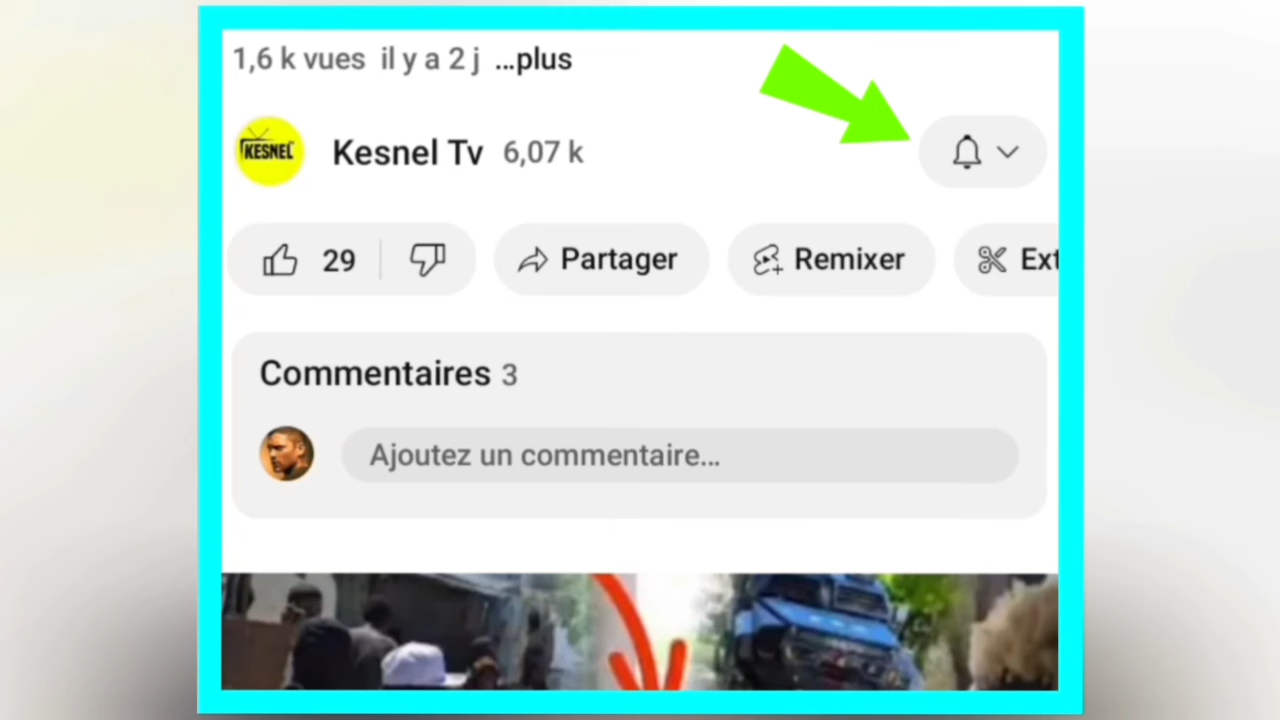 1,6 k vues il y a 2 j ...plus
KESNEL
Kesnel Tv 6,07 k
29 Partager Remixer Ext
Commentaires 3
Ajoutez un commentaire...